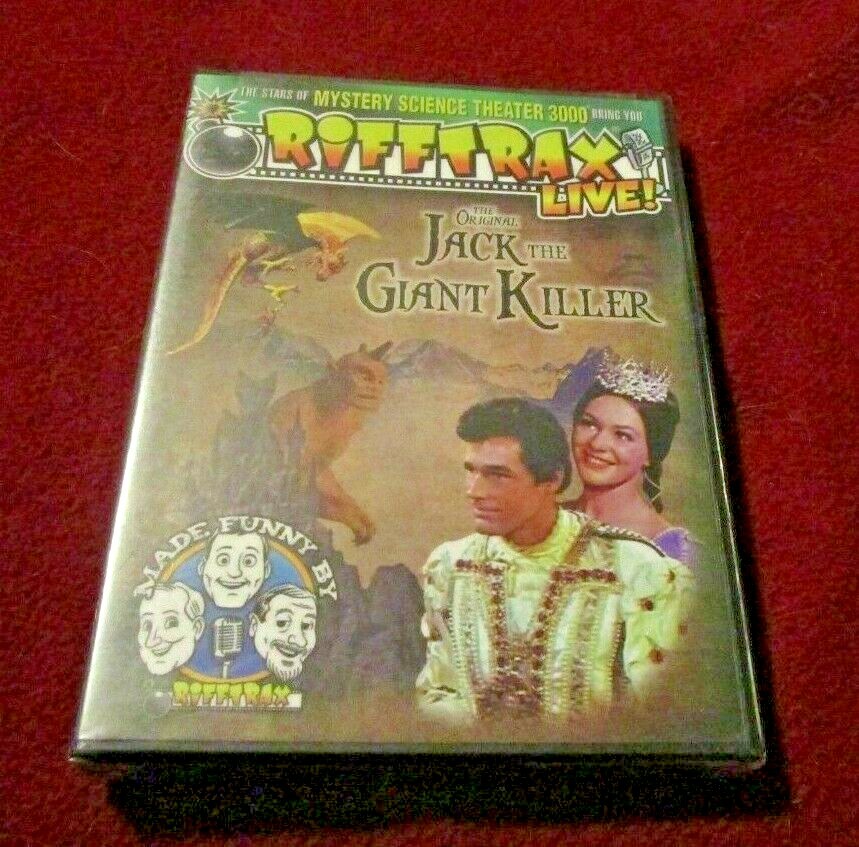 THE STARS OF MYSTERY SCIENCE THEATER 3000 BRING YOU
RIFFTRAX
LIVE!
THE
ORIGINAL
JACK THE
GIANT KILLER
MADE FUNNY BY
RIFFTRAX